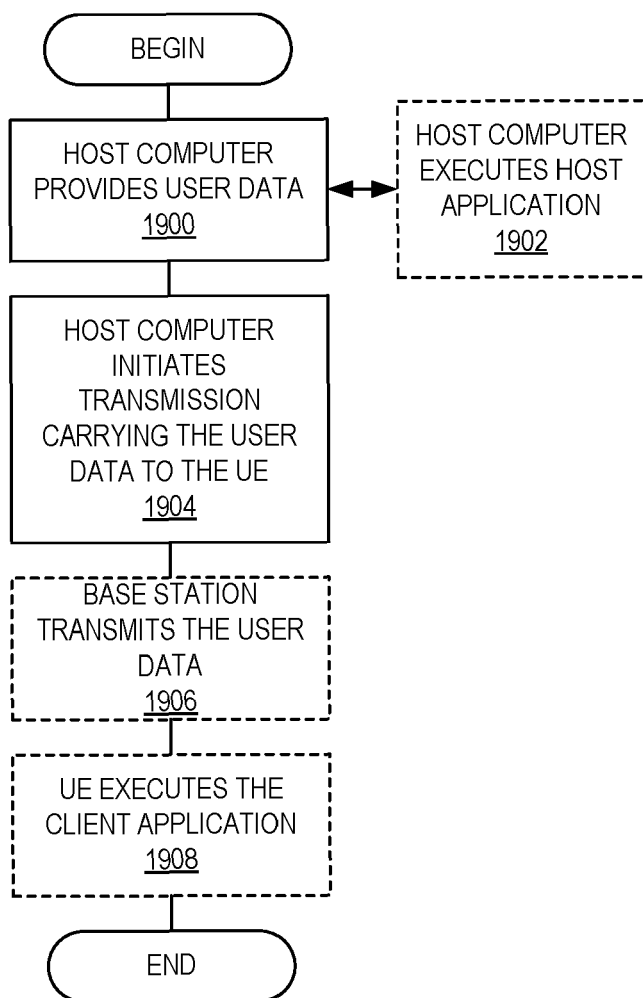 BEGIN
HOST COMPUTER
PROVIDES USER DATA
1900
HOST COMPUTER
EXECUTES HOST
APPLICATION
1902
HOST COMPUTER
INITIATES
TRANSMISSION
CARRYING THE USER
DATA TO THE UE
1904
BASE STATION
TRANSMITS THE USER
DATA
1906
UE EXECUTES THE
CLIENT APPLICATION
1908
END